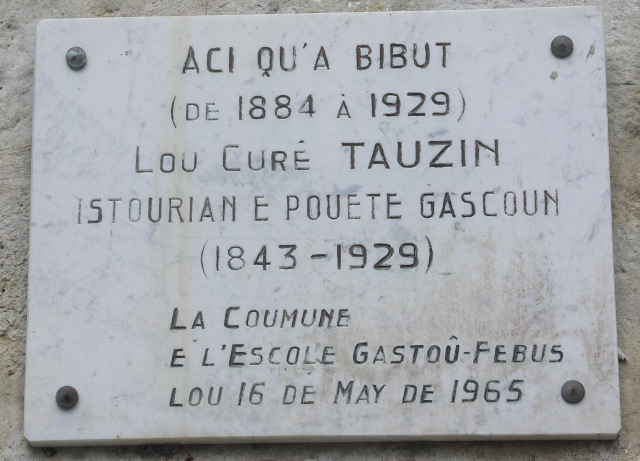 ACI QU'A BIBUT
(DE 1884 À 1929)
LOU CURÉ TAUZIN
ISTOURIAN E POUETE GASCOUN
(1843-1929)
LA COUMUNE
E L'ESCOLE GASTOÛ-FEBUS
LOU 16 DE MAY DE 1965